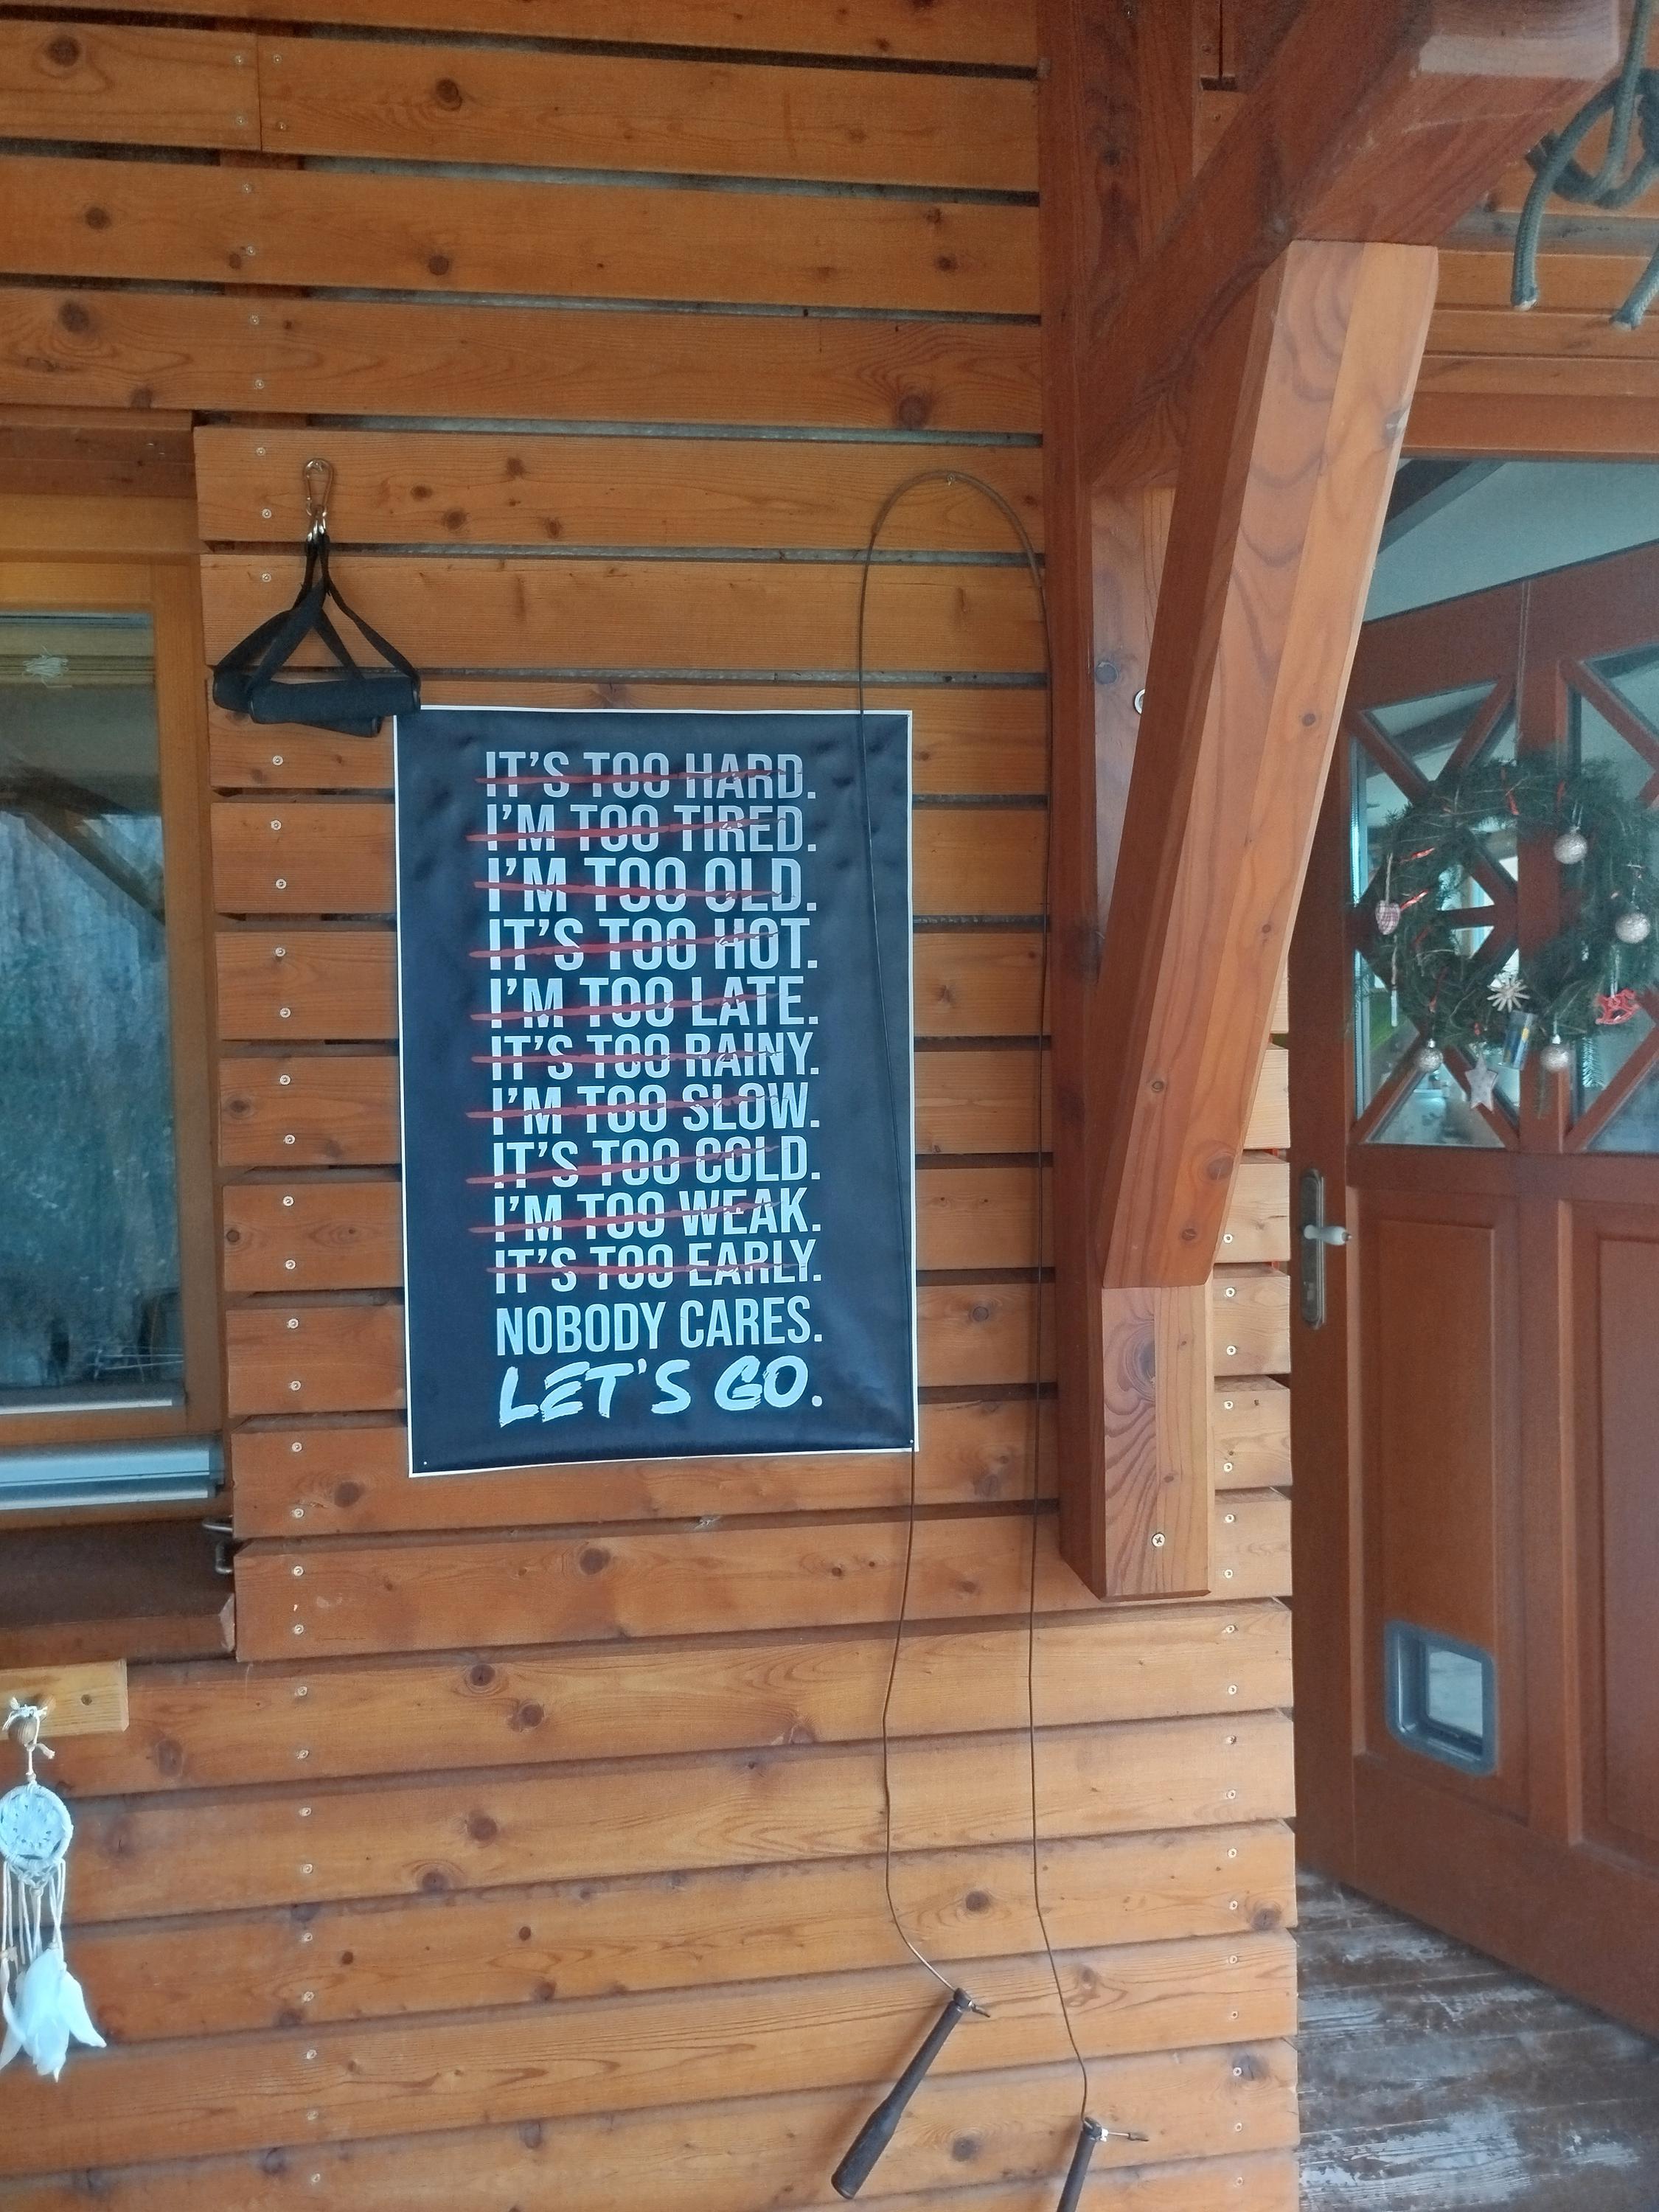 IT'S TOO HARD.
I'M TOO TIRED.
I'M TOO OLD.
IT'S TOO HOT.
I'M TOO LATE.
IT'S TOO RAINY.
I'M TOO SLOW.
IT'S TOO COLD.
I'M TOO WEAK.
IT'S TOO EARLY.
NOBODY CARES.
LET'S GO.